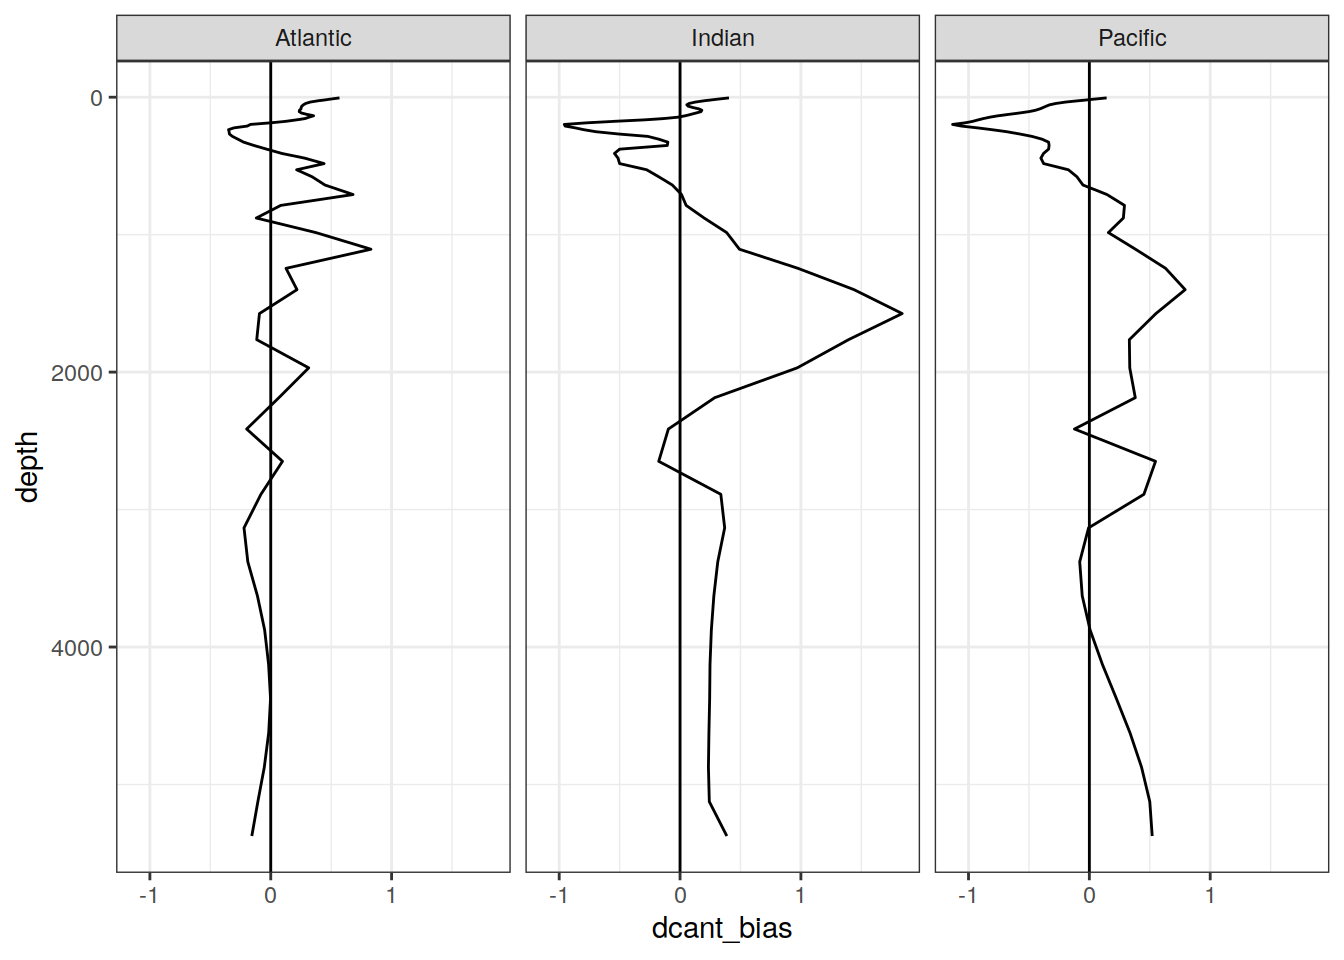 Atlantic Indian Pacific
0
2000
4000
depth
-1 0 1 -1 0 1 -1 0 1
dcant_bias